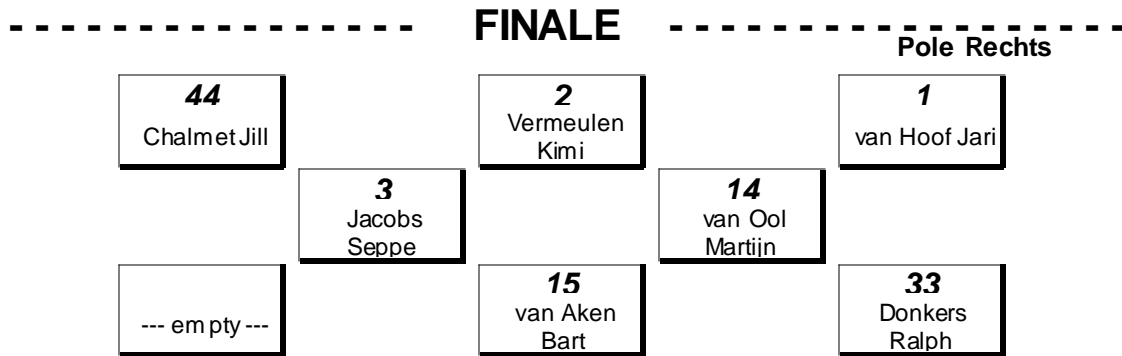 FINALE
Pole Rechts
44
Chalmet Jill
2
Vermeulen
Kimi
1
van Hoof Jari
3
Jacobs
Seppe
14
van Ool
Martijn
--- empty ---
15
van Aken
Bart
33
Donkers
Ralph